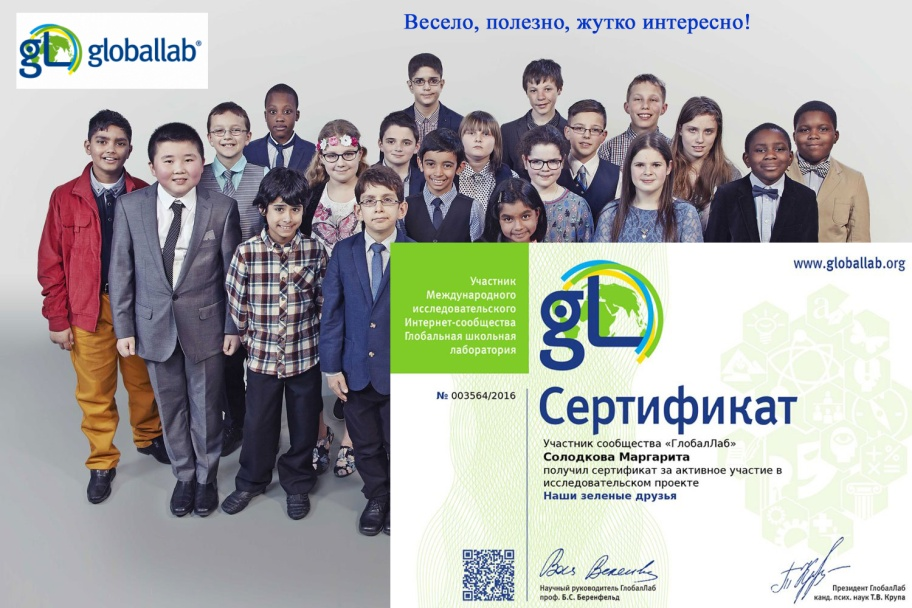 Весело, полезно, жутко интересно!
gl globallab®
www.globallab.org
Участник
Международного
исследовательского
Интернет-сообщества
Глобальная школьная
лаборатория
gl
№ 003564/2016
Сертификат
Участник сообщества «ГлобалЛаб»
Солодкова Маргарита
получил сертификат за активное участие в
исследовательском проекте
Наши зеленые друзья
Научный руководитель ГлобалЛаб
проф. Б.С. Беренфельд
Президент ГлобалЛаб
канд. псих. наук Т.В. Крупа